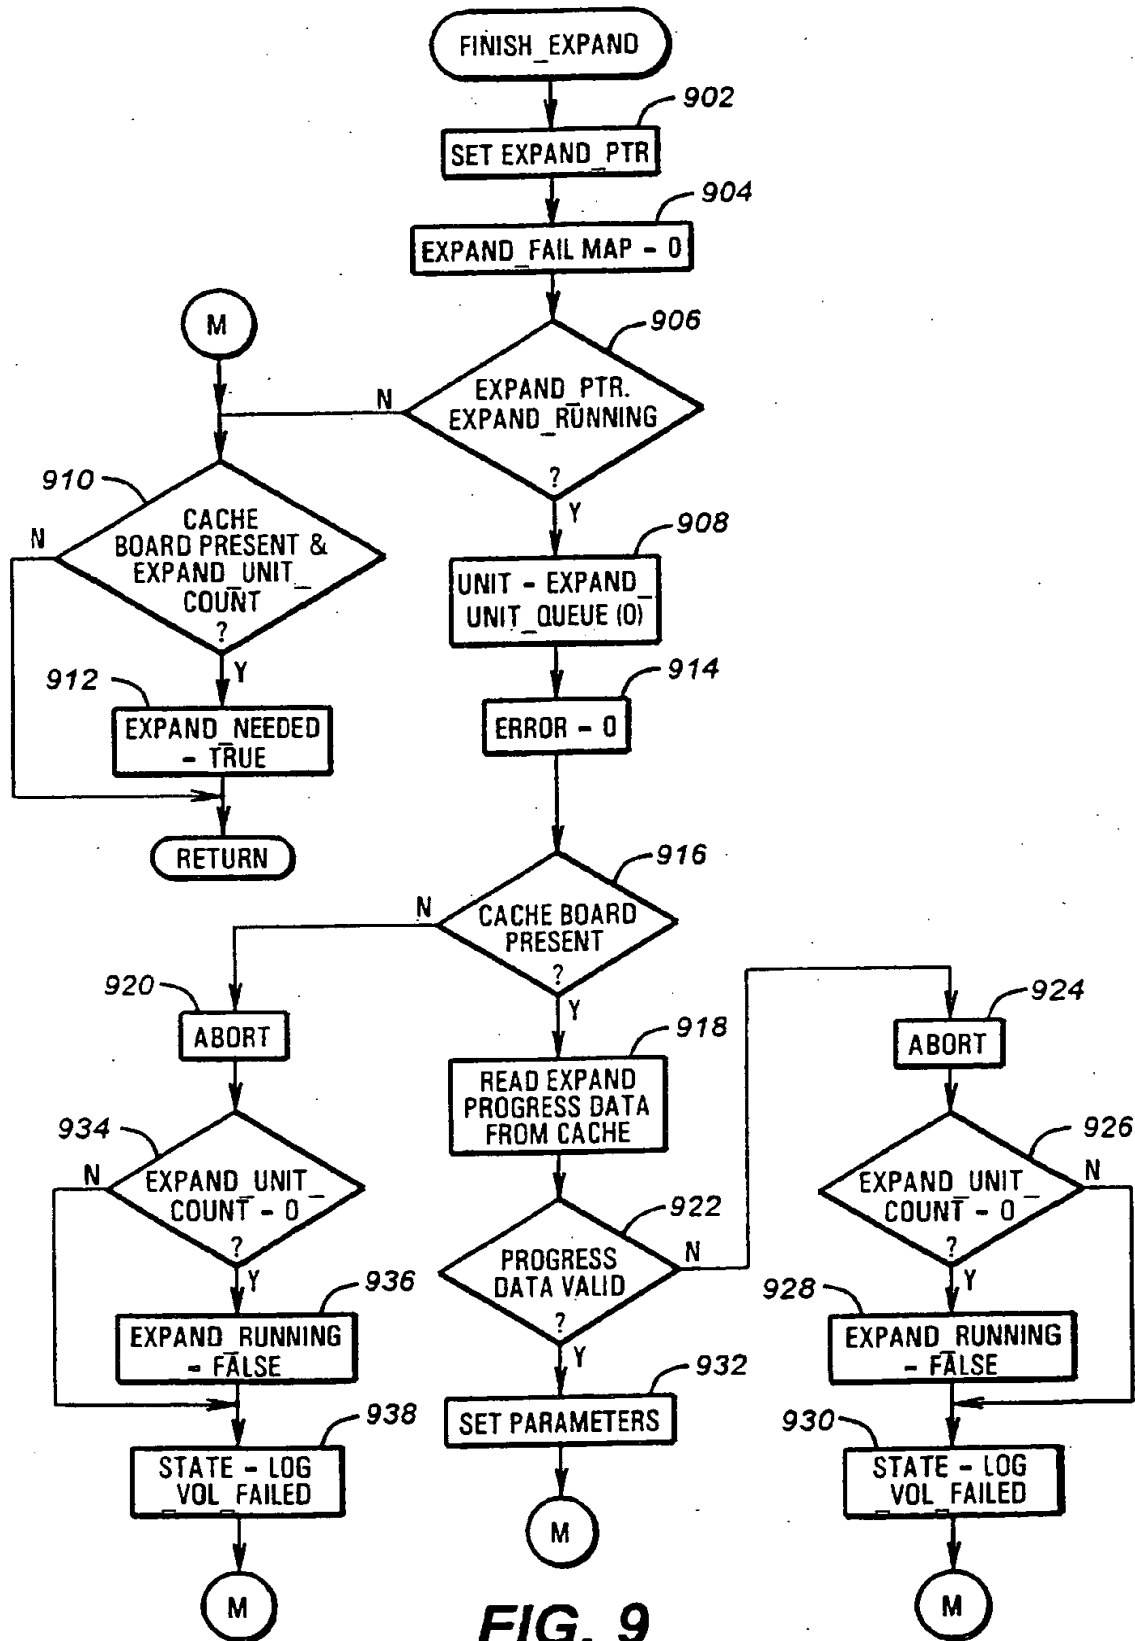 FINISH_EXPAND
902
SET EXPAND_PTR
904
EXPAND_FAIL MAP - 0
M
906
EXPAND_PTR.
EXPAND_RUNNING
?
N
Y
910
CACHE
BOARD PRESENT &
EXPAND_UNIT_
COUNT
?
N
Y
908
UNIT - EXPAND_
UNIT_QUEUE (0)
912
EXPAND_NEEDED
- TRUE
914
ERROR - 0
RETURN
916
CACHE BOARD
PRESENT
?
N
Y
920
ABORT
918
READ EXPAND
PROGRESS DATA
FROM CACHE
924
ABORT
934
EXPAND_UNIT_
COUNT - 0
?
N
Y
922
PROGRESS
DATA VALID
?
N
Y
926
EXPAND_UNIT_
COUNT - 0
?
N
Y
936
EXPAND_RUNNING
- FALSE
932
SET PARAMETERS
928
EXPAND_RUNNING
- FALSE
938
STATE - LOG
_VOL_FAILED
M
930
STATE - LOG
_VOL_FAILED
M
M
FIG. 9